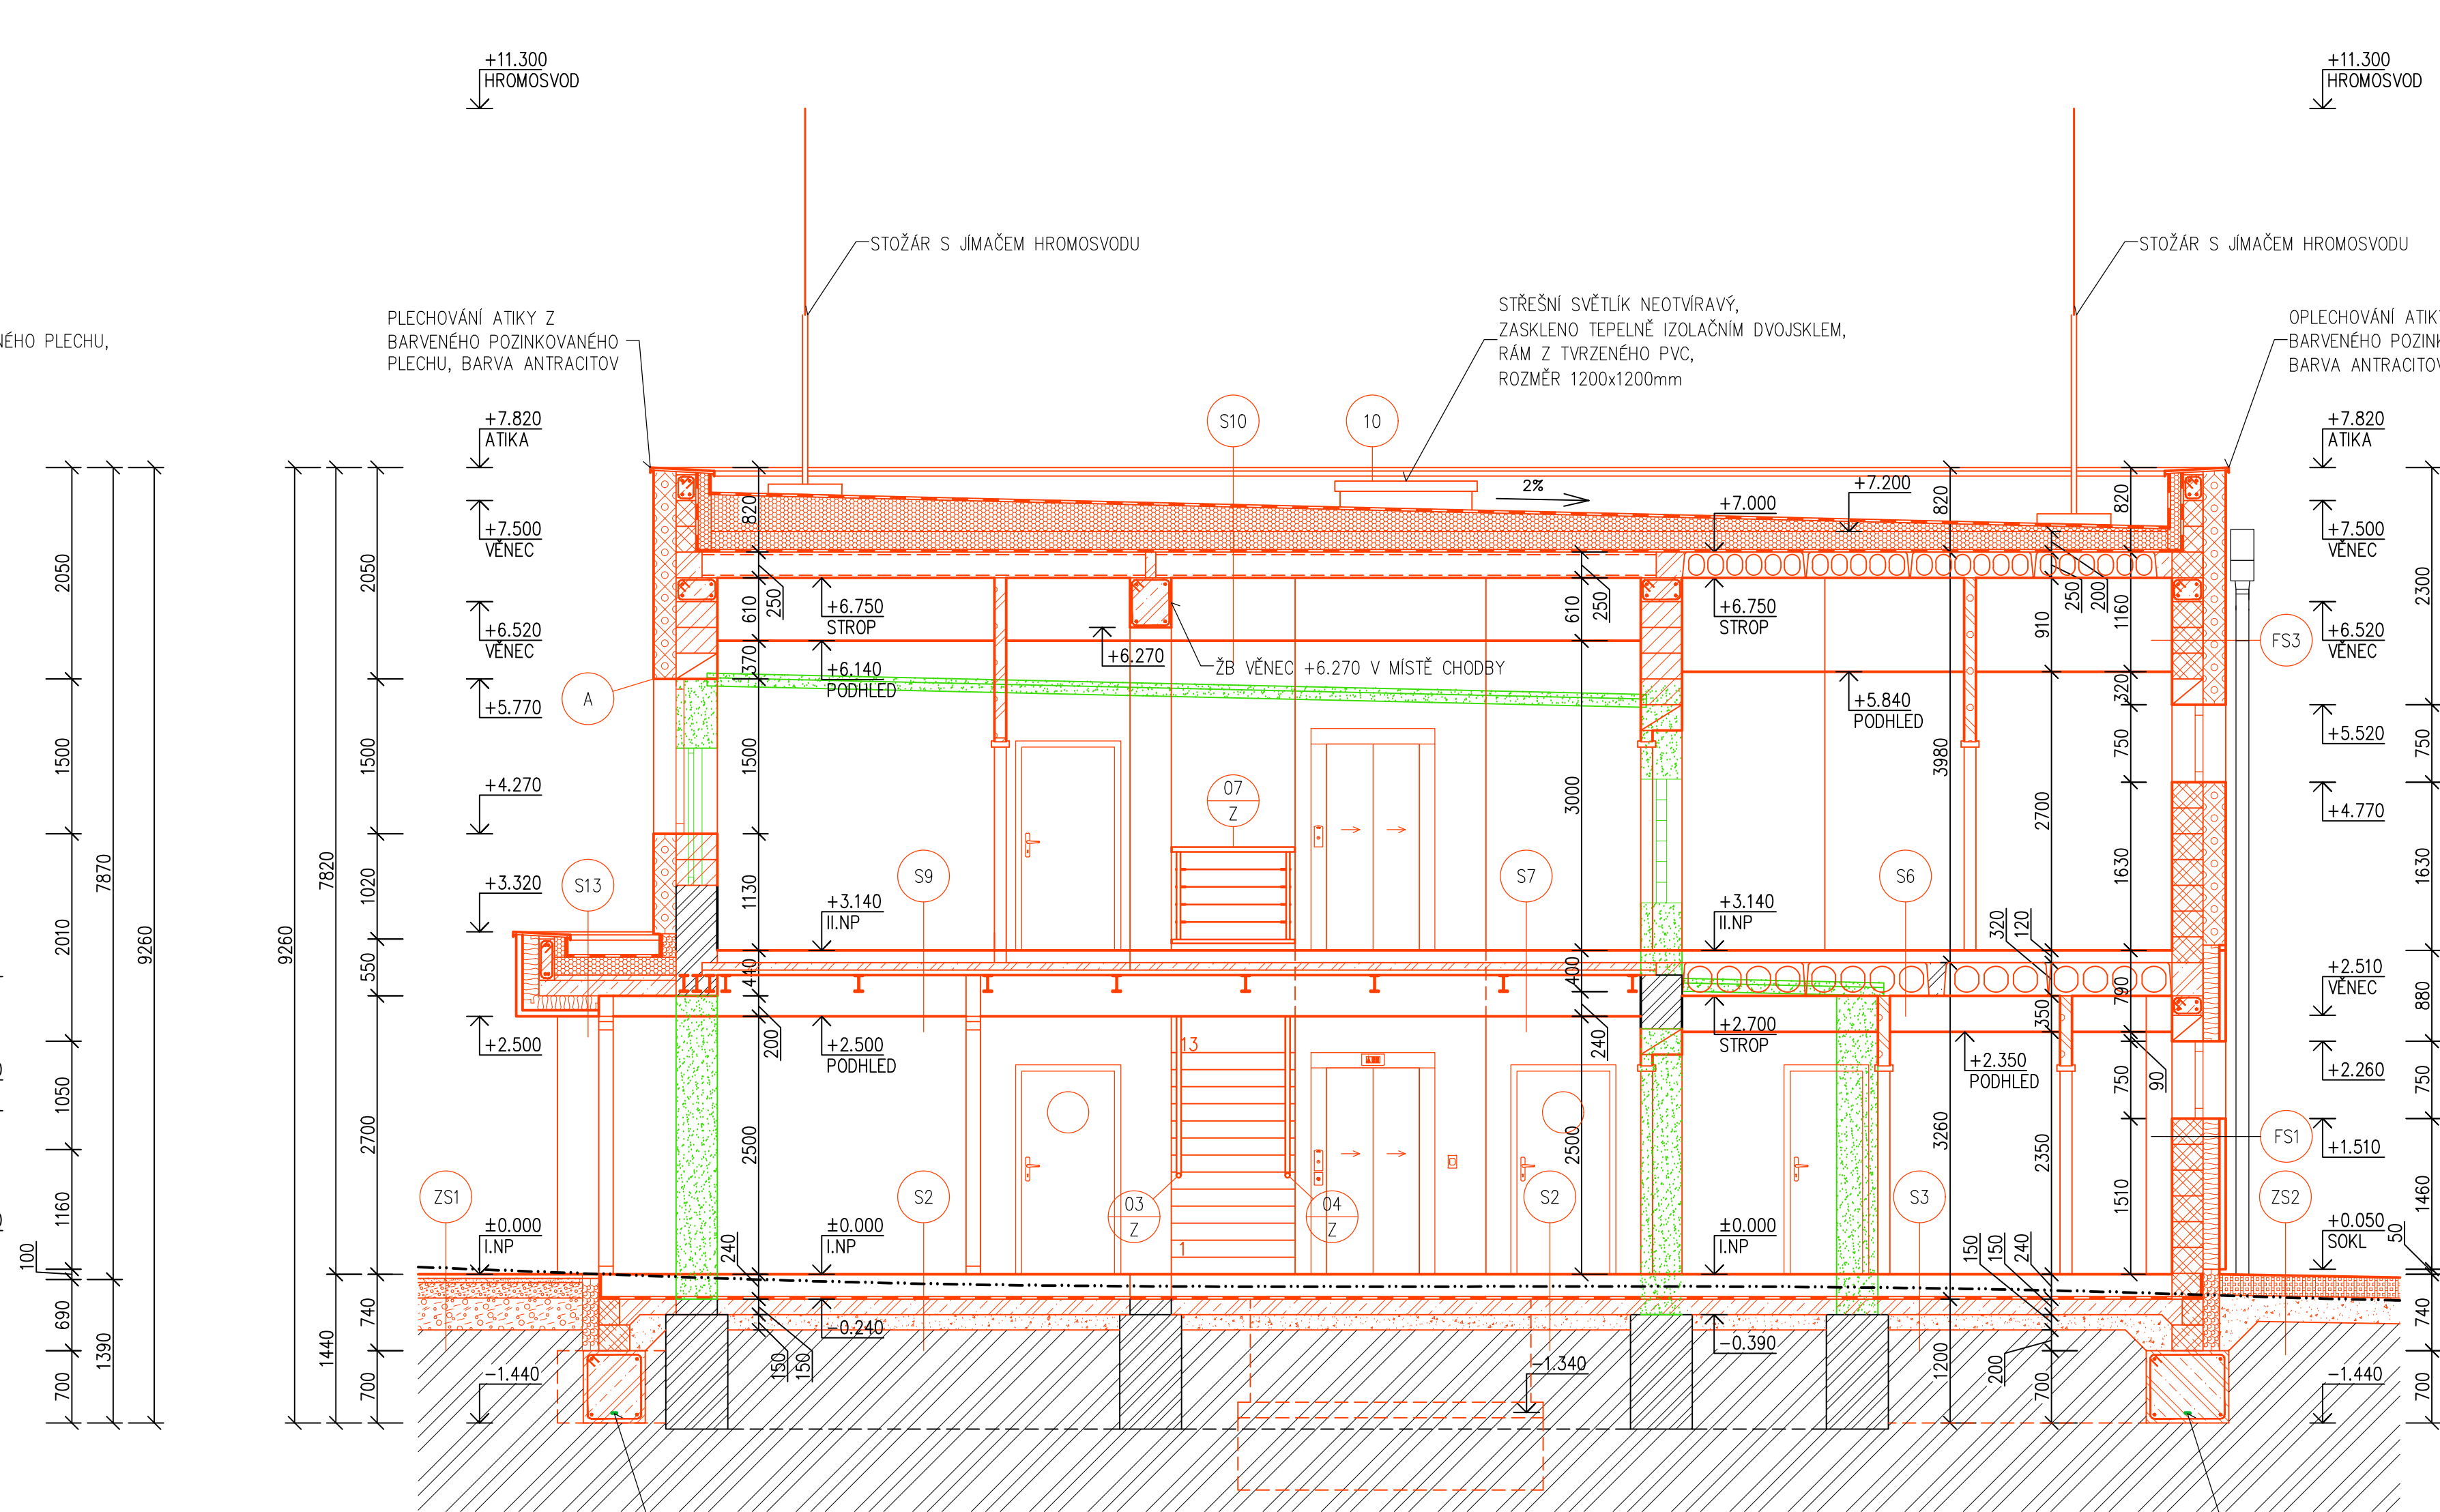 +11.300
HROMOSVOD
+11.300
HROMOSVOD
STOŽÁR S JÍMAČEM HROMOSVODU
STOŽÁR S JÍMAČEM HROMOSVODU
NÉHO PLECHU,
PLECHOVÁNÍ ATIKY Z
BARVENÉHO POZINKOVANÉHO
PLECHU, BARVA ANTRACITOV
STŘEŠNÍ SVĚTLÍK NEOTVÍRAVÝ,
ZASKLENO TEPELNĚ IZOLAČNÍM DVOJSKLEM,
RÁM Z TVRZENÉHO PVC,
ROZMĚR 1200x1200mm
OPLECHOVÁNÍ ATIK
BARVENÉHO POZIN
BARVA ANTRACITOV
S10
10
+7.820
ATIKA
+7.500
VĚNEC
+6.520
VĚNEC
+5.770
+4.270
+3.320
+2.500
±0.000
I.NP
-1.440
A
S13
ZS1
2%
+7.000
+7.200
+6.750
STROP
+6.140
PODHLED
+6.270
ŽB VĚNEC +6.270 V MÍSTĚ CHODBY
+6.750
STROP
+5.840
PODHLED
07
Z
S9
S7
S6
+3.140
II.NP
+3.140
II.NP
+2.500
PODHLED
+2.700
STROP
+2.350
PODHLED
13
1
03
Z
04
Z
S2
S2
S3
±0.000
I.NP
±0.000
I.NP
-0.240
-0.390
-1.340
+7.820
ATIKA
+7.500
VĚNEC
+6.520
VĚNEC
+5.520
+4.770
+2.510
VĚNEC
+2.260
+1.510
+0.050
SOKL
-1.440
FS3
FS1
ZS2
2050
1500
2010
1050
1160
100
690
700
7870
1390
9260
9260
7820
1440
2050
1500
1020
550
2700
740
700
820
610
250
370
1500
1130
440
200
2500
240
150
150
610
250
3000
400
240
2500
820
3980
3260
1200
250
200
910
2700
320
120
350
2350
150
150
240
200
700
820
1160
320
750
1630
790
90
750
1510
2300
750
1630
880
750
1460
50
740
700